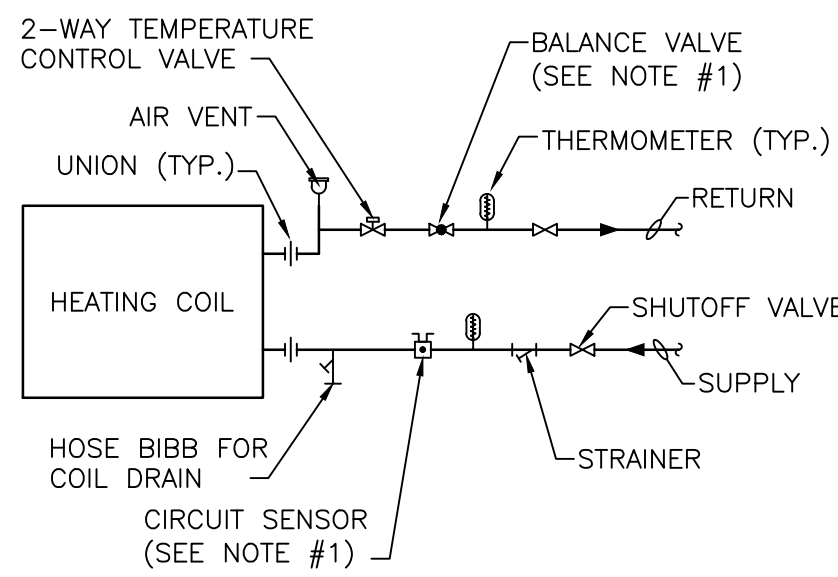 2-WAY TEMPERATURE
CONTROL VALVE
BALANCE VALVE
(SEE NOTE #1)
AIR VENT
THERMOMETER (TYP.)
UNION (TYP.)
RETURN
HEATING COIL
SHUTOFF VALVE
SUPPLY
HOSE BIBB FOR
COIL DRAIN
STRAINER
CIRCUIT SENSOR
(SEE NOTE #1)